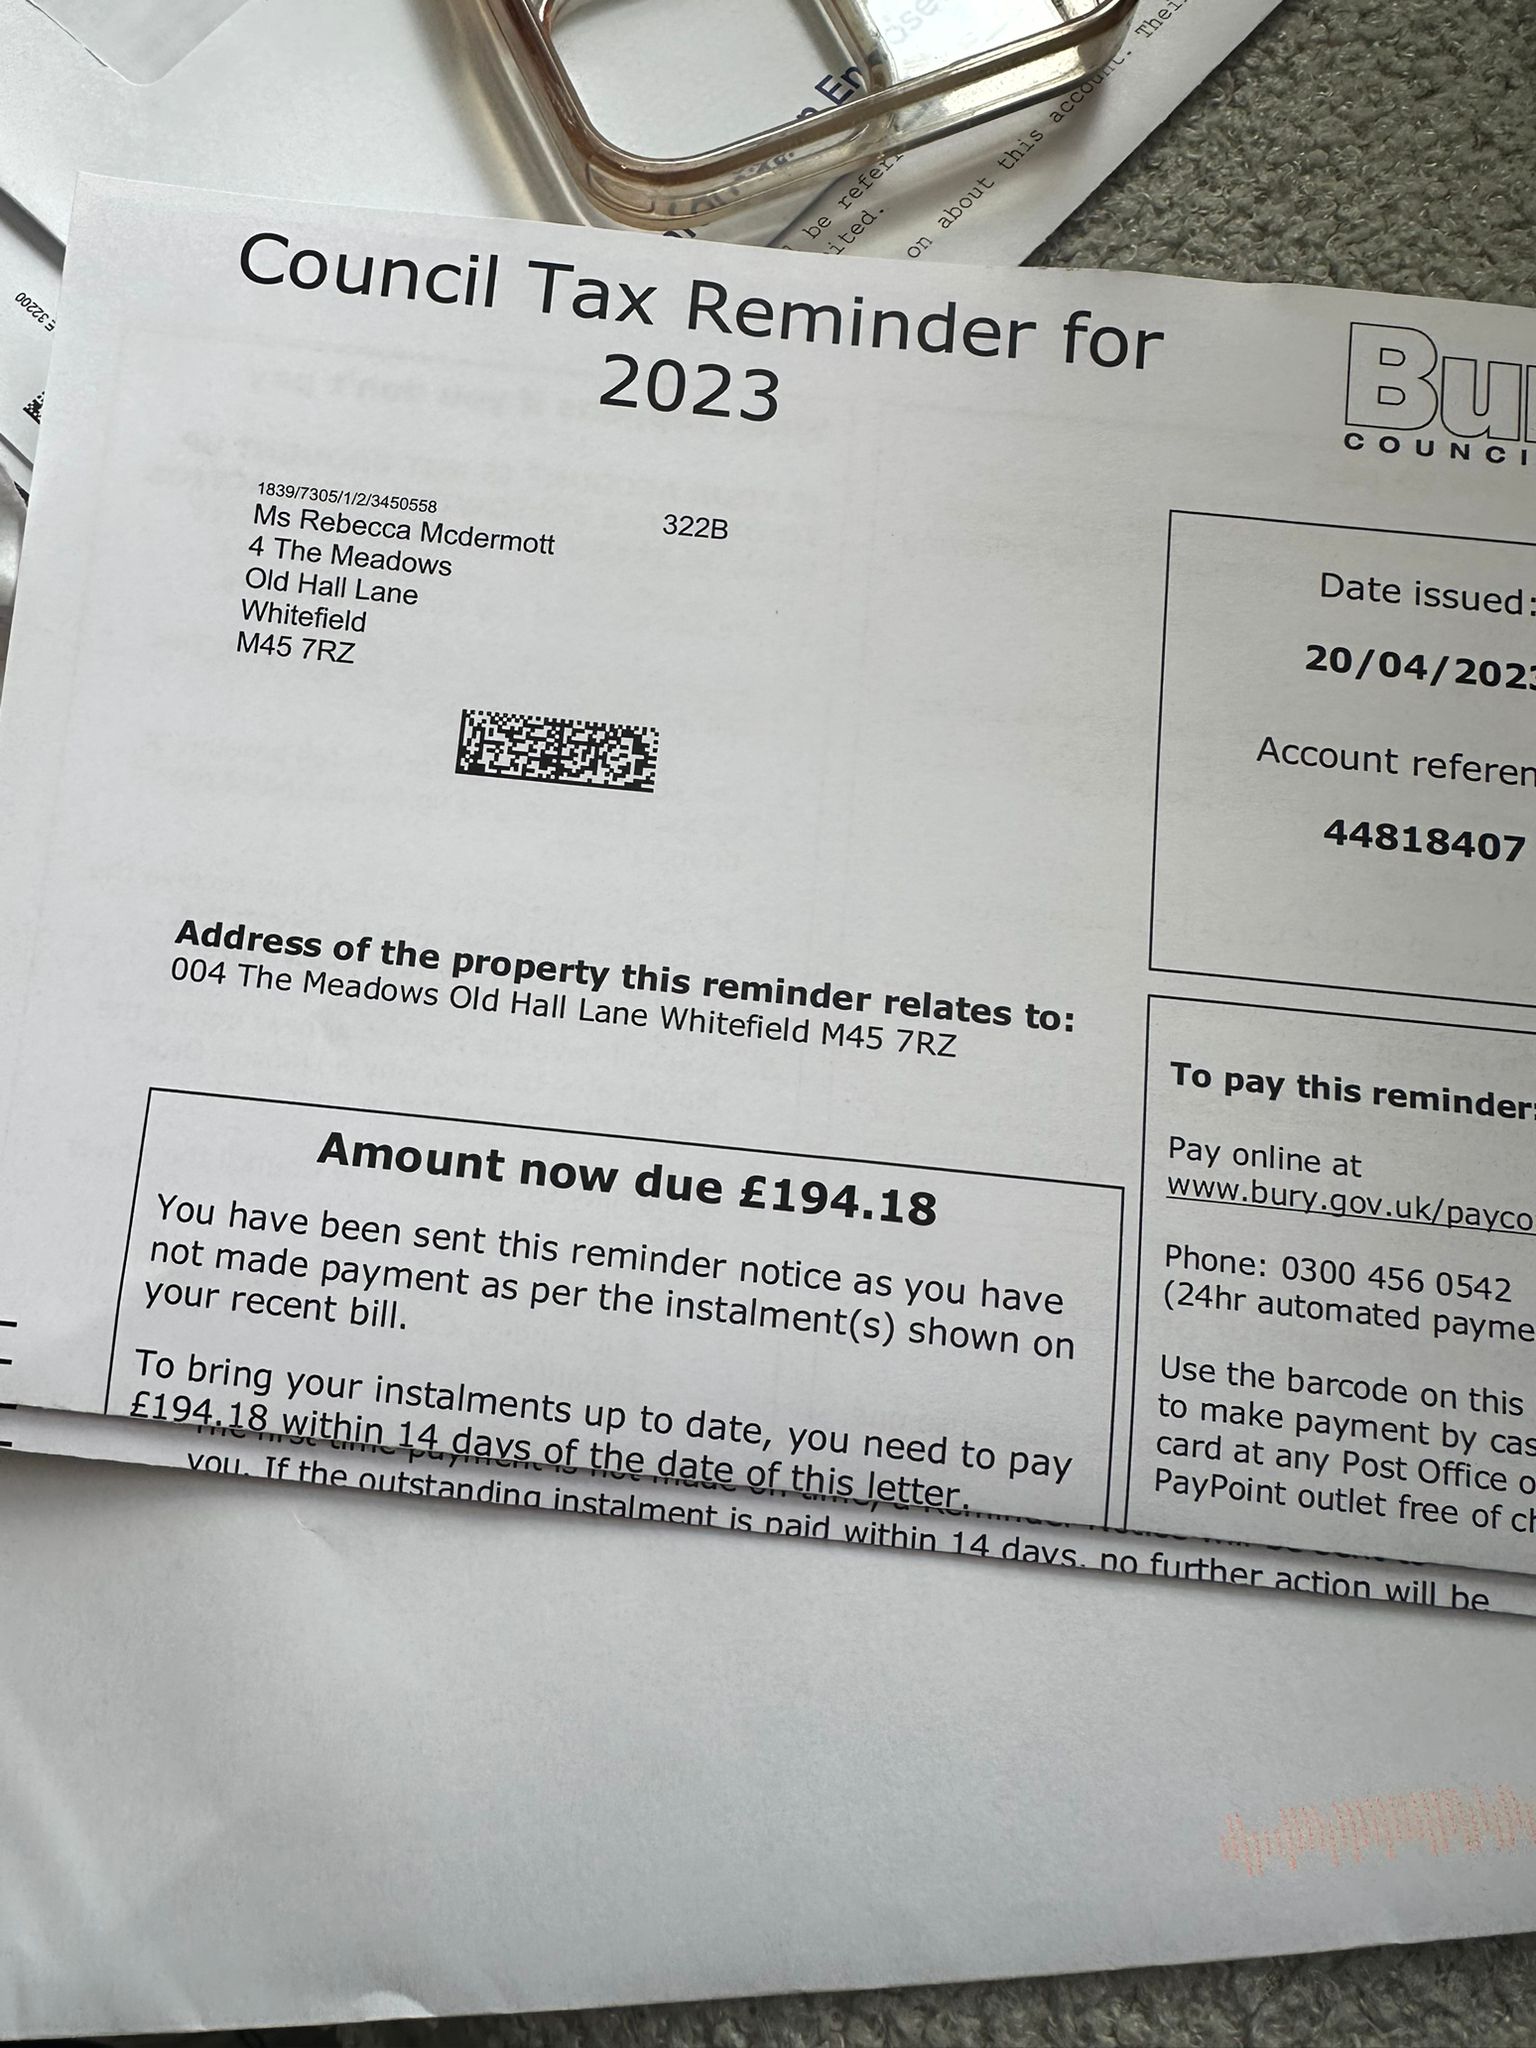 Council Tax Reminder for
2023
COUNCI
1839/7305/1/2/3450558
Ms Rebecca Mcdermott
322B
4 The Meadows
Old Hall Lane
Whitefield
M45 7RZ
Date issued:
20/04/2023
Account referen
44818407
Address of the property this reminder relates to:
004 The Meadows Old Hall Lane Whitefield M45 7RZ
Amount now due £194.18
You have been sent this reminder notice as you have
not made payment as per the instalment(s) shown on
your recent bill.
To bring your instalments up to date, you need to pay
£194.18 within 14 days of the date of this letter.
To pay this reminder:
Pay online at
www.bury.gov.uk/payco
Phone: 0300 456 0542
(24hr automated payme
Use the barcode on this
to make payment by cas
card at any Post Office o
PayPoint outlet free of ch
you. If the outstanding instalment is paid within 14 days, no further action will be
be referr
ited.
on about this account. Thei
32200